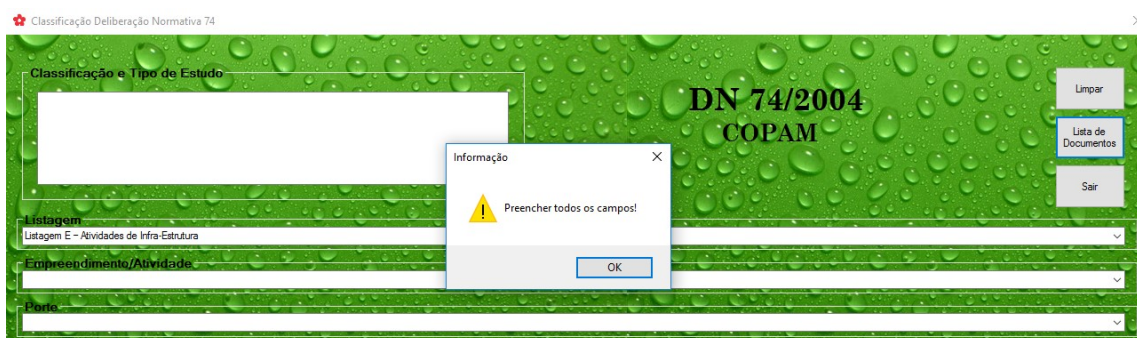 Classificação Deliberação Normativa 74
Classificação e Tipo de Estudo
DN 74/2004
COPAM
Limpar
Lista de
Documentos
Sair
Informação
Preencher todos os campos!
OK
Listagem
Listagem E – Atividades de Infra-Estrutura
Empreendimento/Atividade
Porte